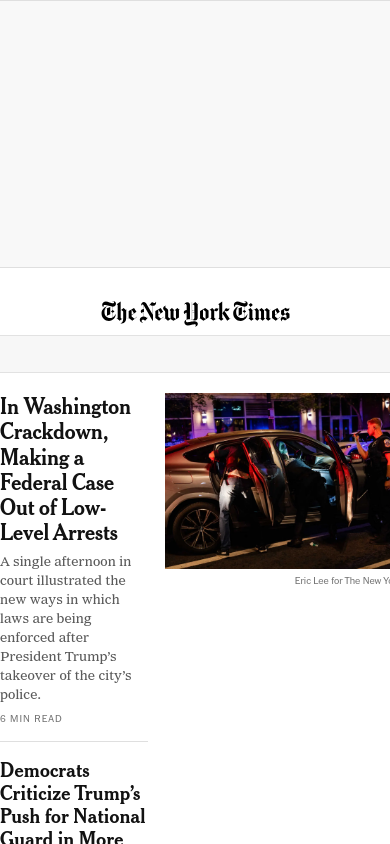 The New York Times
In Washington
Crackdown,
Making a
Federal Case
Out of Low-
Level Arrests
A single afternoon in
court illustrated the
new ways in which
laws are being
enforced after
President Trump's
takeover of the city's
police.
6 MIN READ
Eric Lee for The New Yo
Democrats
Criticize Trump's
Push for National
Guard in More